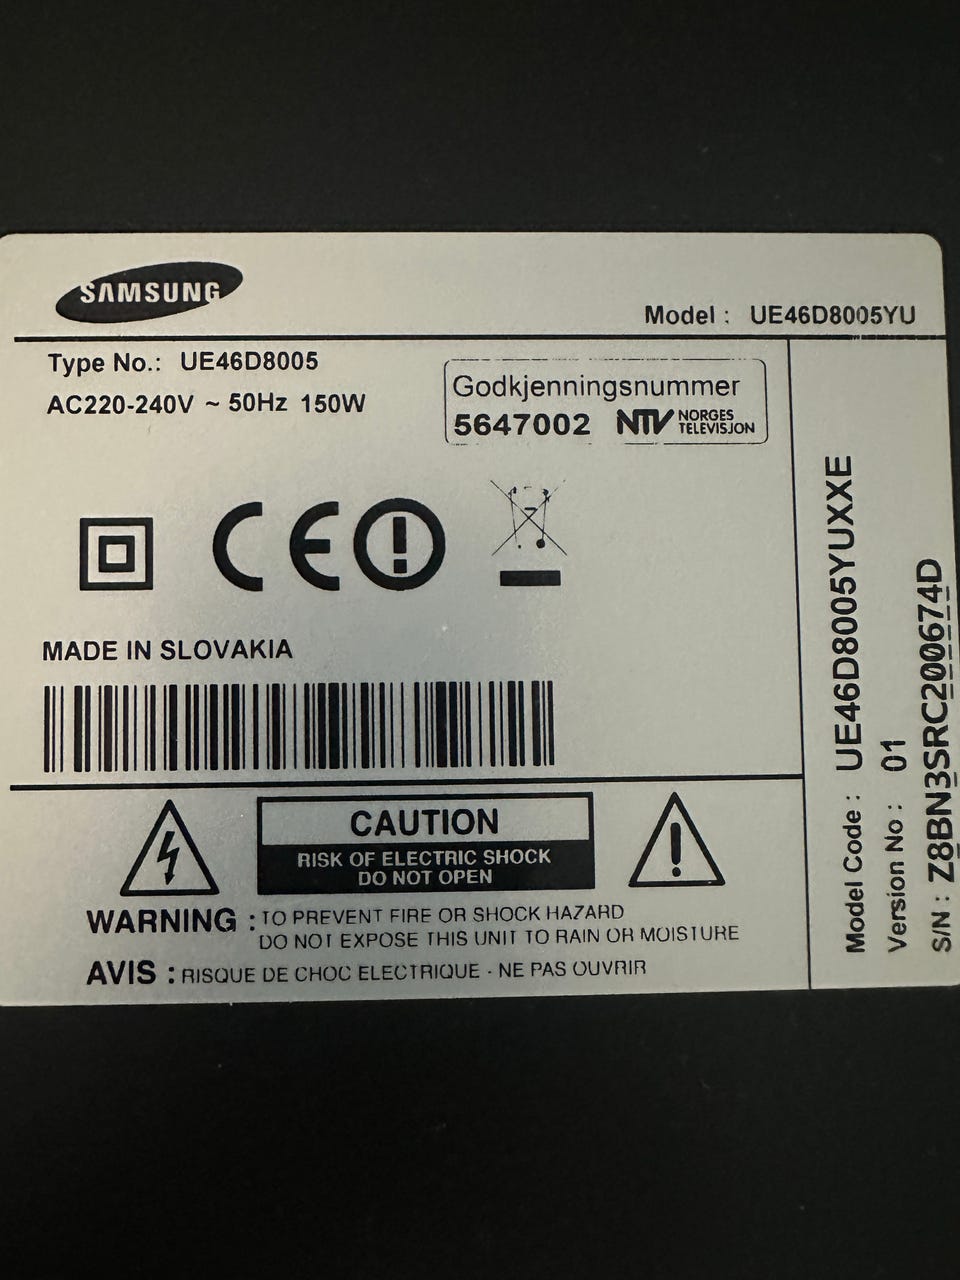 SAMSUNG
Model : UE46D8005YU
Type No.: UE46D8005
AC220-240V ~ 50Hz 150W
Godkjenningsnummer
5647002 NTV NORGES TELEVISJON
CE
MADE IN SLOVAKIA
CAUTION
RISK OF ELECTRIC SHOCK
DO NOT OPEN
WARNING : TO PREVENT FIRE OR SHOCK HAZARD
DO NOT EXPOSE THIS UNIT TO RAIN OR MOISTURE
AVIS : RISQUE DE CHOC ELECTRIQUE - NE PAS OUVRIR
Model Code : UE46D8005YUXXE
Version No : 01
S/N : Z8BN3SRC200674D